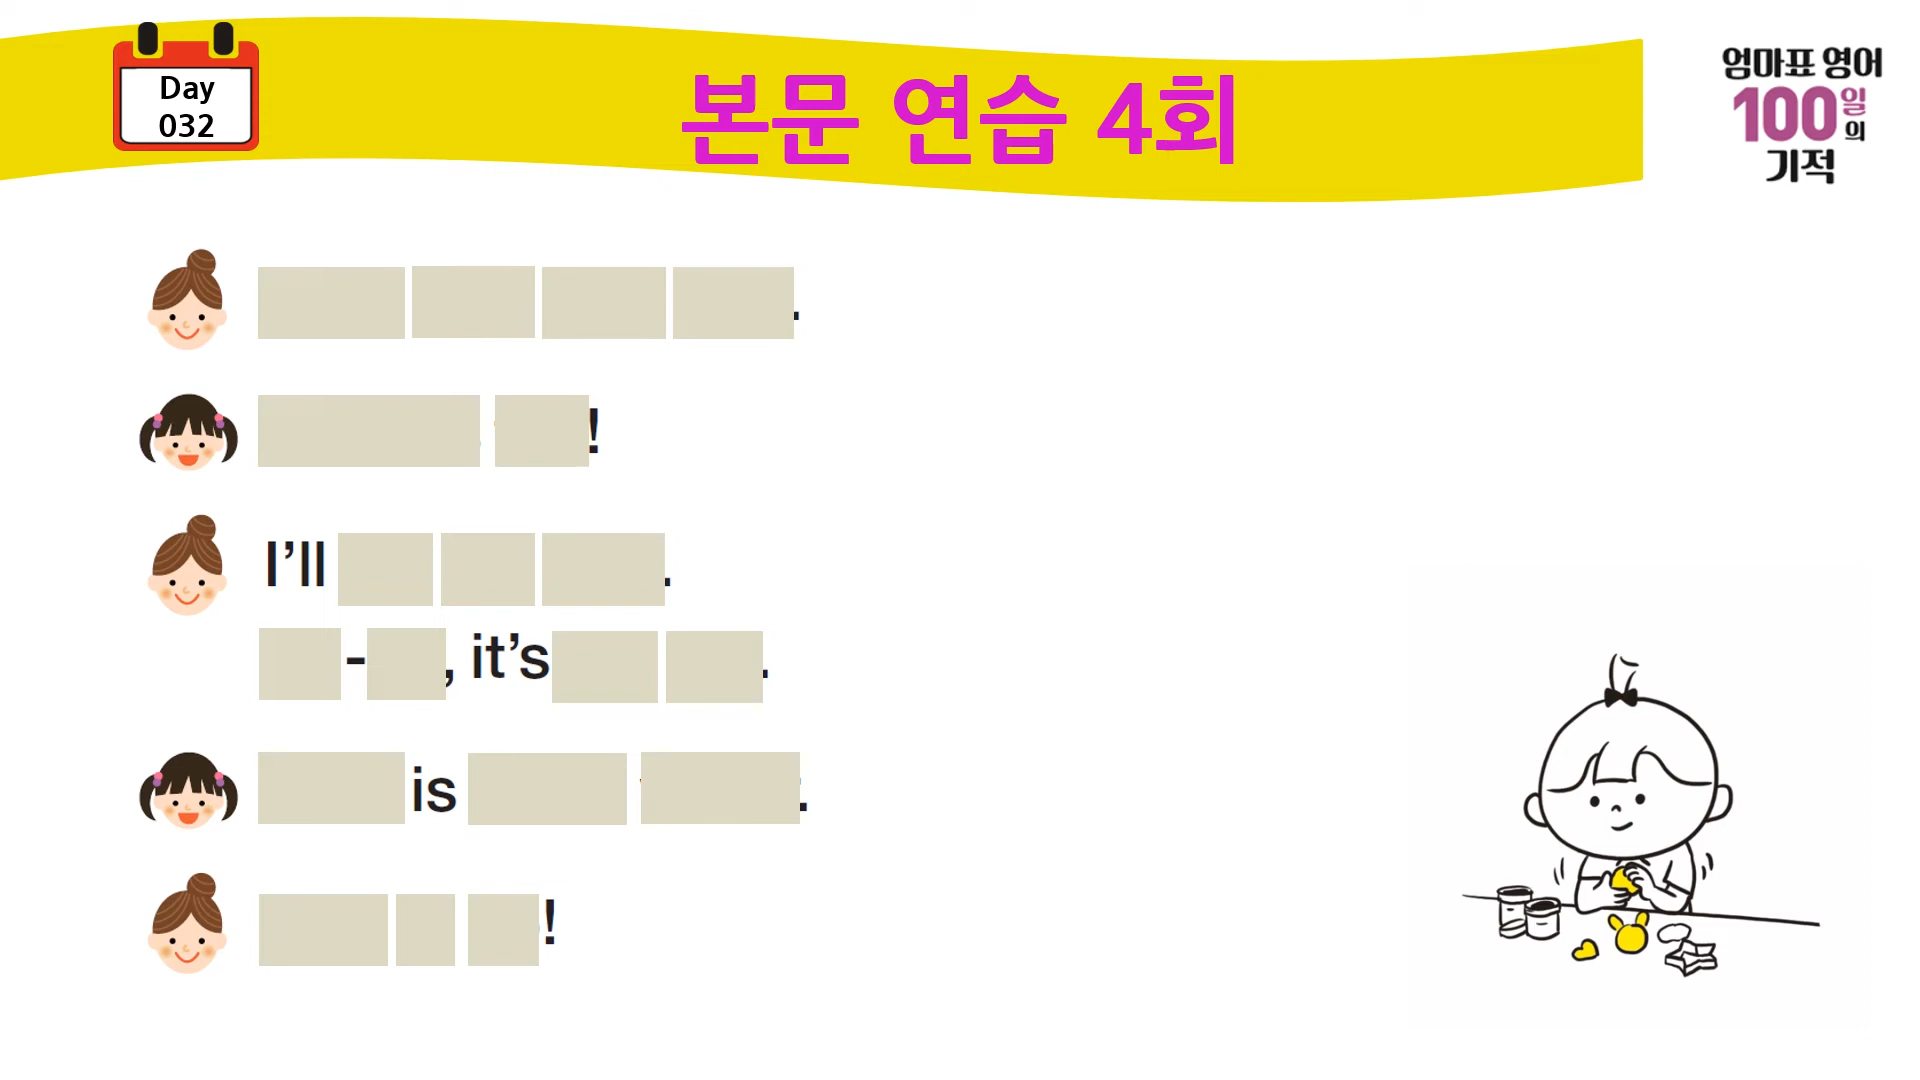 Day
032
본문 연습 4회
엄마표 영어
100일의
기적
.
!
I'll .
-, it's .
is .
!